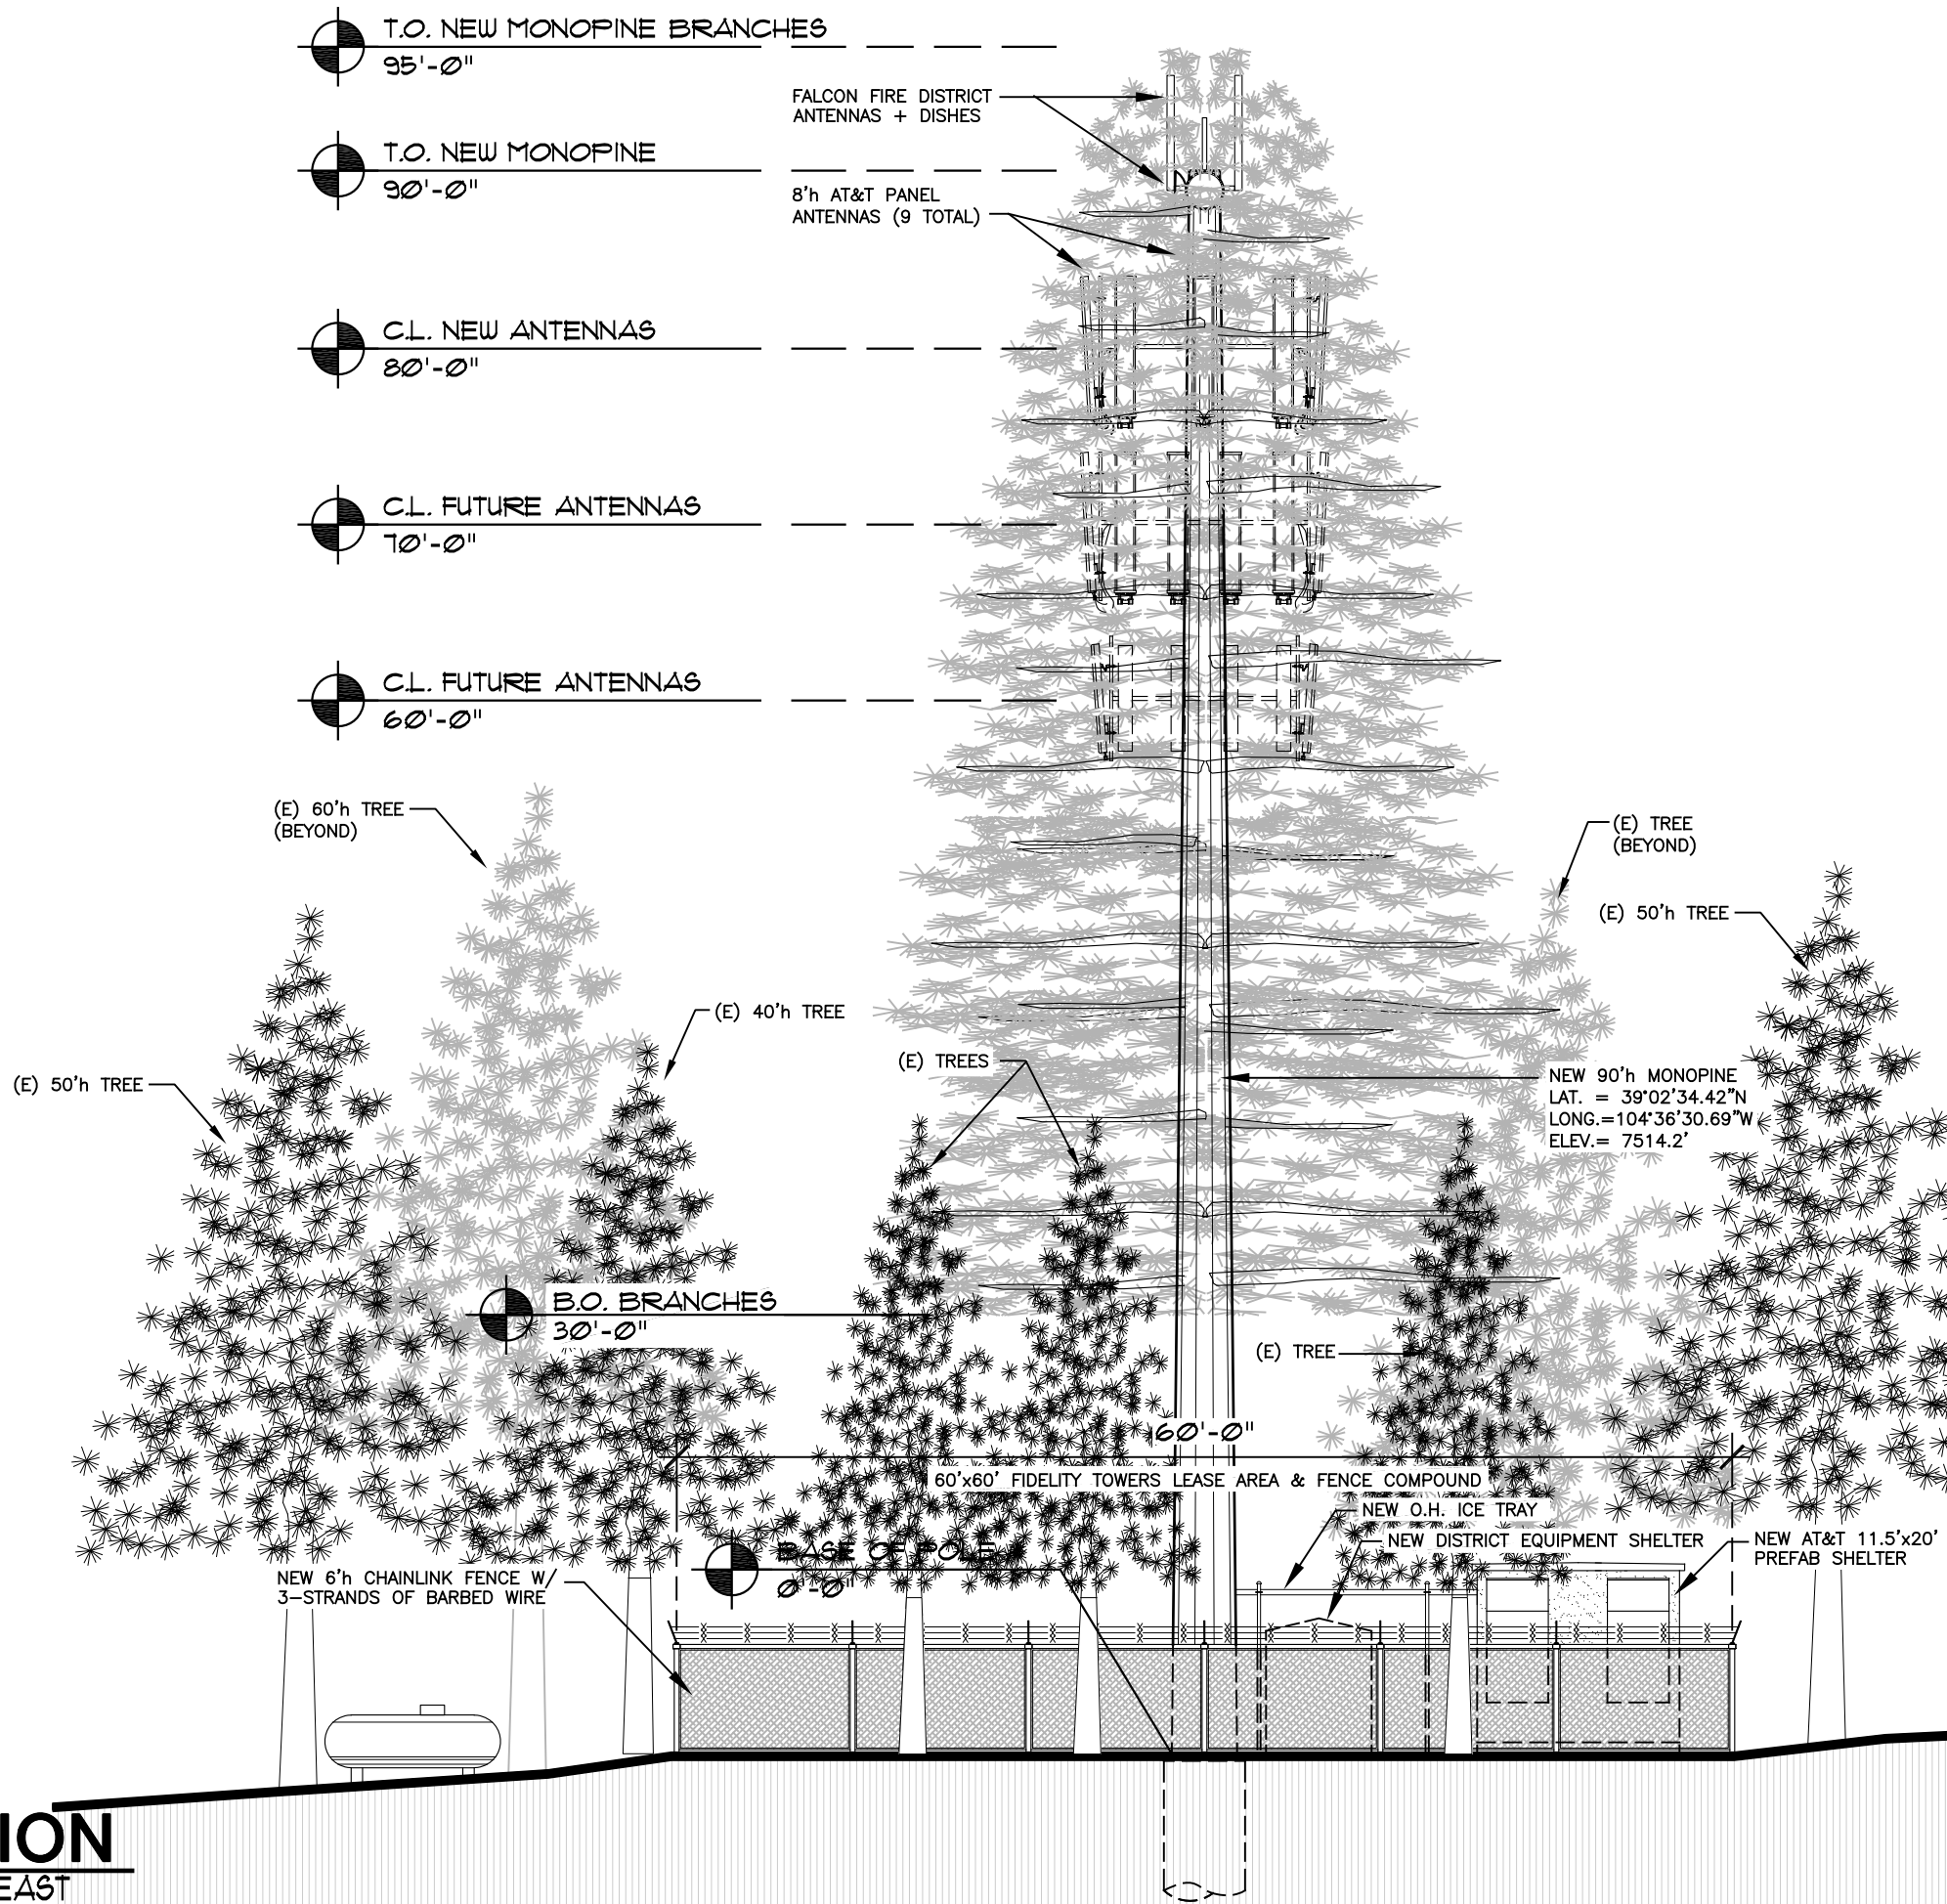 T.O. NEW MONOPINE BRANCHES
95'-0"
FALCON FIRE DISTRICT
ANTENNAS + DISHES
T.O. NEW MONOPINE
90'-0"
8'h AT&T PANEL
ANTENNAS (9 TOTAL)
C.L. NEW ANTENNAS
80'-0"
C.L. FUTURE ANTENNAS
70'-0"
C.L. FUTURE ANTENNAS
60'-0"
(E) 60'h TREE
(BEYOND)
(E) TREE
(BEYOND)
(E) 50'h TREE
(E) 40'h TREE
(E) TREES
(E) 50'h TREE
NEW 90'h MONOPINE
LAT. = 39°02'34.42"N
LONG.=104°36'30.69"W
ELEV.= 7514.2'
B.O. BRANCHES
30'-0"
(E) TREE
60'-0"
60'x60' FIDELITY TOWERS LEASE AREA & FENCE COMPOUND
NEW O.H. ICE TRAY
NEW DISTRICT EQUIPMENT SHELTER
NEW AT&T 11.5'x20'
PREFAB SHELTER
BASE OF POLE
0'-0"
NEW 6'h CHAINLINK FENCE W/
3-STRANDS OF BARBED WIRE
ION
EAST